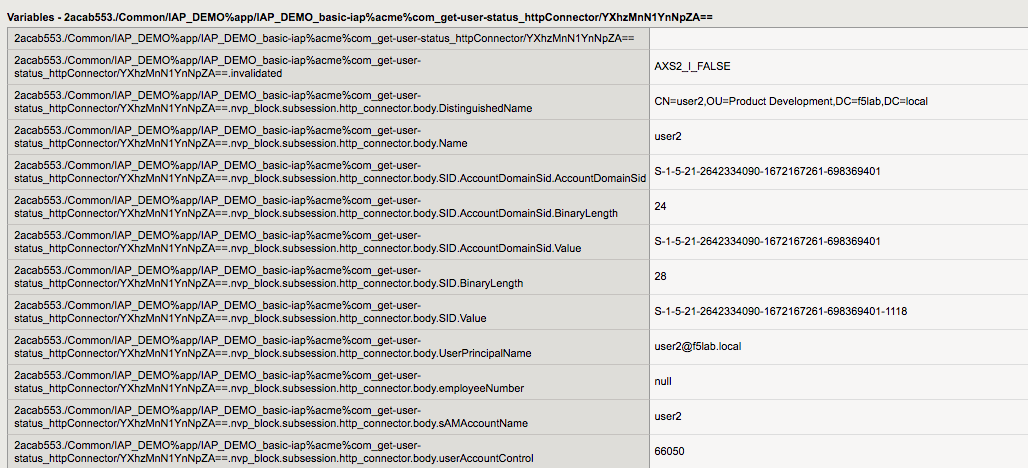 Variables - 2acab553./Common/IAP_DEMO%app/IAP_DEMO_basic-iap%acme%com_get-user-status_httpConnector/YXhzMnN1YnNpZA==
2acab553./Common/IAP_DEMO%app/IAP_DEMO_basic-iap%acme%com_get-user-status_httpConnector/YXhzMnN1YnNpZA==
2acab553./Common/IAP_DEMO%app/IAP_DEMO_basic-iap%acme%com_get-user-
status_httpConnector/YXhzMnN1YnNpZA==.invalidated
AXS2_I_FALSE
2acab553./Common/IAP_DEMO%app/IAP_DEMO_basic-iap%acme%com_get-user-
status_httpConnector/YXhzMnN1YnNpZA==.nvp_block.subsession.http_connector.body.DistinguishedName
CN=user2,OU=Product Development,DC=f5lab,DC=local
2acab553./Common/IAP_DEMO%app/IAP_DEMO_basic-iap%acme%com_get-user-
status_httpConnector/YXhzMnN1YnNpZA==.nvp_block.subsession.http_connector.body.Name
user2
2acab553./Common/IAP_DEMO%app/IAP_DEMO_basic-iap%acme%com_get-user-
status_httpConnector/YXhzMnN1YnNpZA==.nvp_block.subsession.http_connector.body.SID.AccountDomainSid.AccountDomainSid
S-1-5-21-2642334090-1672167261-698369401
2acab553./Common/IAP_DEMO%app/IAP_DEMO_basic-iap%acme%com_get-user-
status_httpConnector/YXhzMnN1YnNpZA==.nvp_block.subsession.http_connector.body.SID.AccountDomainSid.BinaryLength
24
2acab553./Common/IAP_DEMO%app/IAP_DEMO_basic-iap%acme%com_get-user-
status_httpConnector/YXhzMnN1YnNpZA==.nvp_block.subsession.http_connector.body.SID.AccountDomainSid.Value
S-1-5-21-2642334090-1672167261-698369401
2acab553./Common/IAP_DEMO%app/IAP_DEMO_basic-iap%acme%com_get-user-
status_httpConnector/YXhzMnN1YnNpZA==.nvp_block.subsession.http_connector.body.SID.BinaryLength
28
2acab553./Common/IAP_DEMO%app/IAP_DEMO_basic-iap%acme%com_get-user-
status_httpConnector/YXhzMnN1YnNpZA==.nvp_block.subsession.http_connector.body.SID.Value
S-1-5-21-2642334090-1672167261-698369401-1118
2acab553./Common/IAP_DEMO%app/IAP_DEMO_basic-iap%acme%com_get-user-
status_httpConnector/YXhzMnN1YnNpZA==.nvp_block.subsession.http_connector.body.UserPrincipalName
user2@f5lab.local
2acab553./Common/IAP_DEMO%app/IAP_DEMO_basic-iap%acme%com_get-user-
status_httpConnector/YXhzMnN1YnNpZA==.nvp_block.subsession.http_connector.body.employeeNumber
null
2acab553./Common/IAP_DEMO%app/IAP_DEMO_basic-iap%acme%com_get-user-
status_httpConnector/YXhzMnN1YnNpZA==.nvp_block.subsession.http_connector.body.sAMAccountName
user2
2acab553./Common/IAP_DEMO%app/IAP_DEMO_basic-iap%acme%com_get-user-
status_httpConnector/YXhzMnN1YnNpZA==.nvp_block.subsession.http_connector.body.userAccountControl
66050